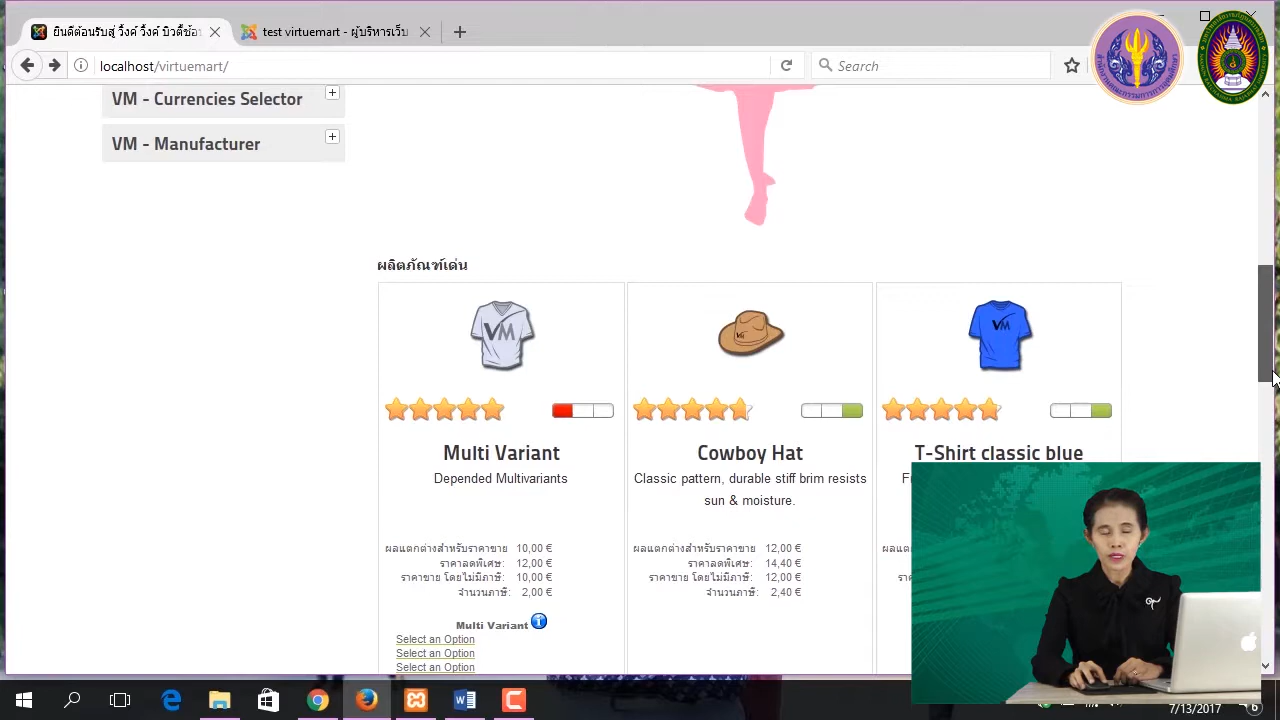 ยินดีต้อนรับสู่ วิ้งค์ วิ้งค์ บิวตี้ช้อ
test virtuemart - ผู้บริหารเว็บ
localhost/virtuemart/
Search
VM - Currencies Selector
VM - Manufacturer
ผลิตภัณฑ์เด่น
VM
VM
Multi Variant
Cowboy Hat
T-Shirt classic blue
Depended Multivariants
Classic pattern, durable stiff brim resists
sun & moisture.
ผลแตกต่างสำหรับราคาขาย 10,00 €
ราคาลดพิเศษ: 12,00 €
ราคาขาย โดยไม่มีภาษี: 10,00 €
จำนวนภาษี: 2,00 €
ผลแตกต่างสำหรับราคาขาย 12,00 €
ราคาลดพิเศษ: 14,40 €
ราคาขาย โดยไม่มีภาษี: 12,00 €
จำนวนภาษี: 2,40 €
Multi Variant
Select an Option
Select an Option
Select an Option
7/13/2017